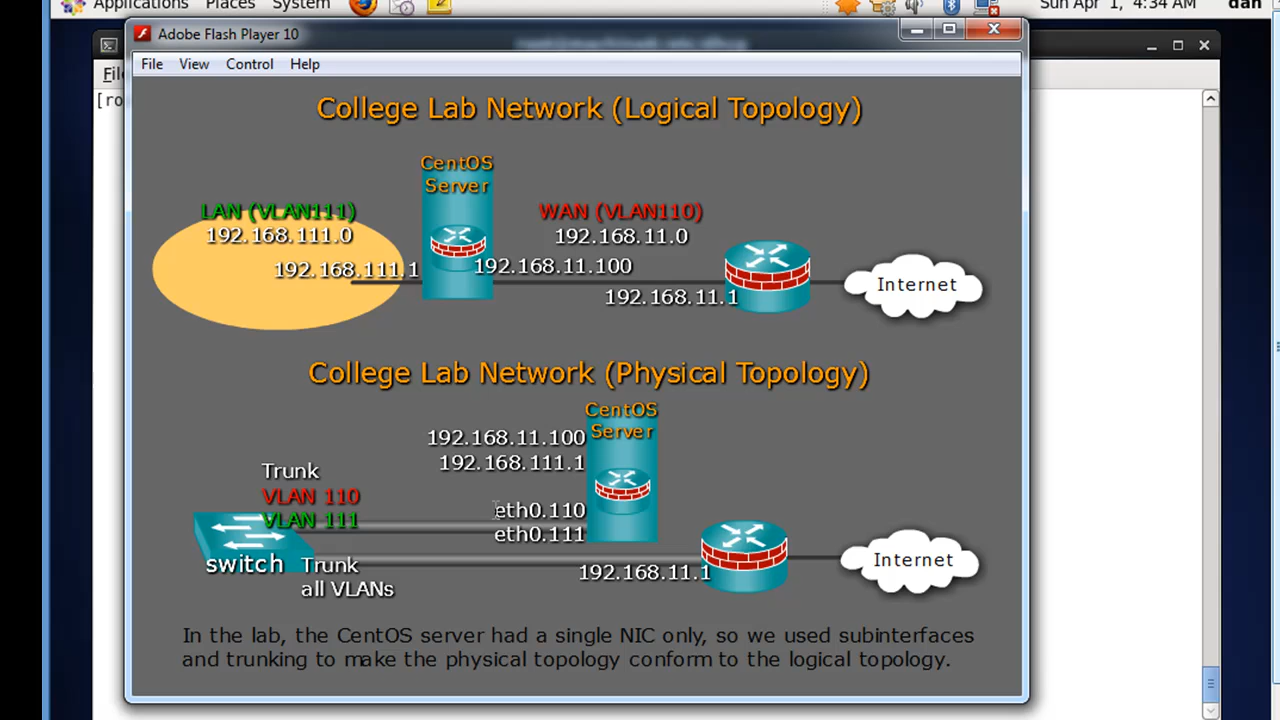 Applications Places System
Sun Apr 1, 4:34 AM dan
Adobe Flash Player 10
File View Control Help
[ro
College Lab Network (Logical Topology)
CentOS
Server
LAN (VLAN111)
192.168.111.0
192.168.111.1
WAN (VLAN110)
192.168.11.0
192.168.11.100
192.168.11.1
Internet
College Lab Network (Physical Topology)
CentOS
Server
192.168.11.100
192.168.111.1
Trunk
VLAN 110
VLAN 111
eth0.110
eth0.111
switch
Trunk
all VLANs
192.168.11.1
Internet
In the lab, the CentOS server had a single NIC only, so we used subinterfaces
and trunking to make the physical topology conform to the logical topology.